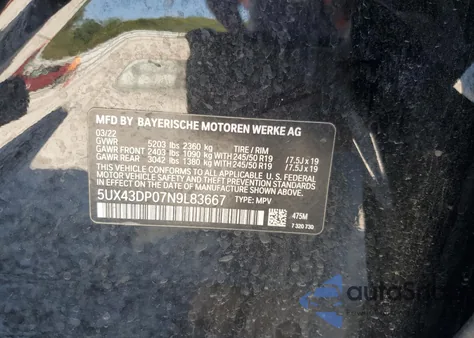 MFD BY BAYERISCHE MOTOREN WERKE AG
03/22
GVWR 5203 lbs 2360 kg TIRE / RIM
GAWR FRONT 2403 lbs 1090 kg WITH 245/50 R19 / 7.5J x 19
GAWR REAR 3042 lbs 1380 kg WITH 245/50 R19 / 7.5J x 19
THIS VEHICLE CONFORMS TO ALL APPLICABLE U.S. FEDERAL
MOTOR VEHICLE SAFETY AND THEFT PREVENTION STANDARDS
IN EFFECT ON THE DATE OF MANUFACTURE SHOWN ABOVE.
5UX43DP07N9L83667 TYPE: MPV
475M
7 320 730